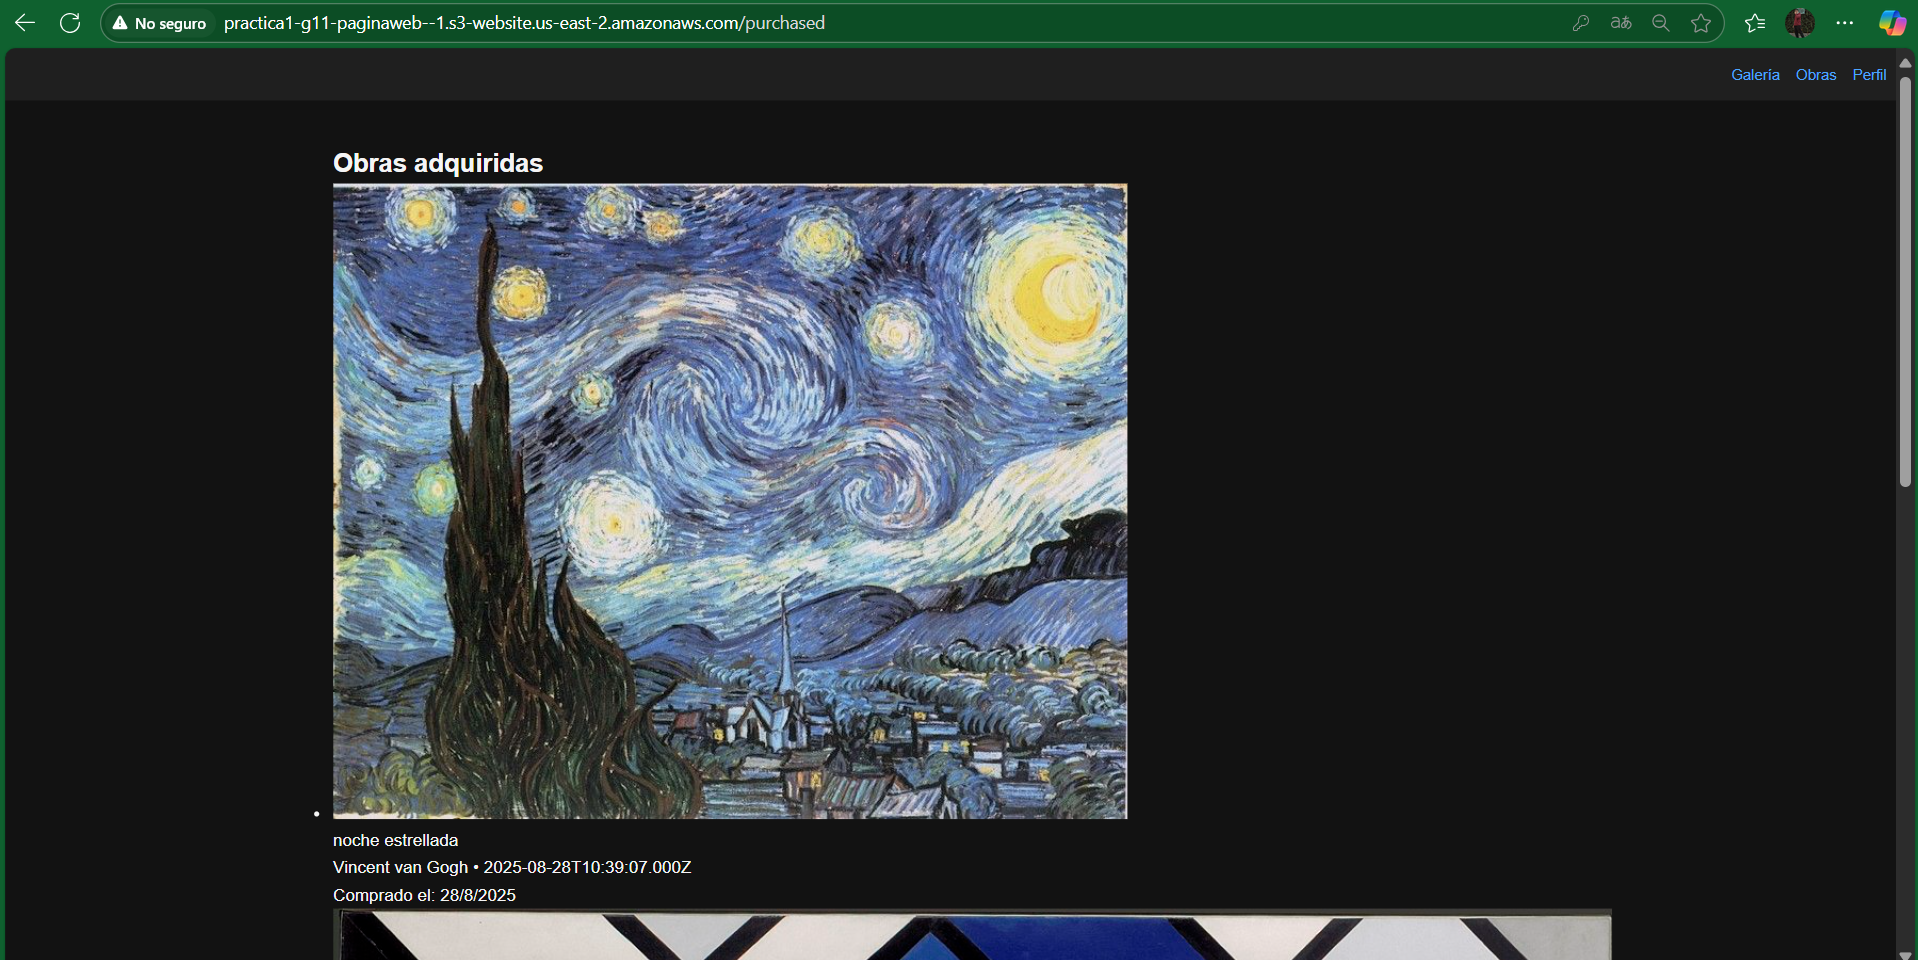 No seguro practica1-g11-paginaweb--1.s3-website.us-east-2.amazonaws.com/purchased
Galería Obras Perfil
Obras adquiridas
noche estrellada
Vincent van Gogh • 2025-08-28T10:39:07.000Z
Comprado el: 28/8/2025